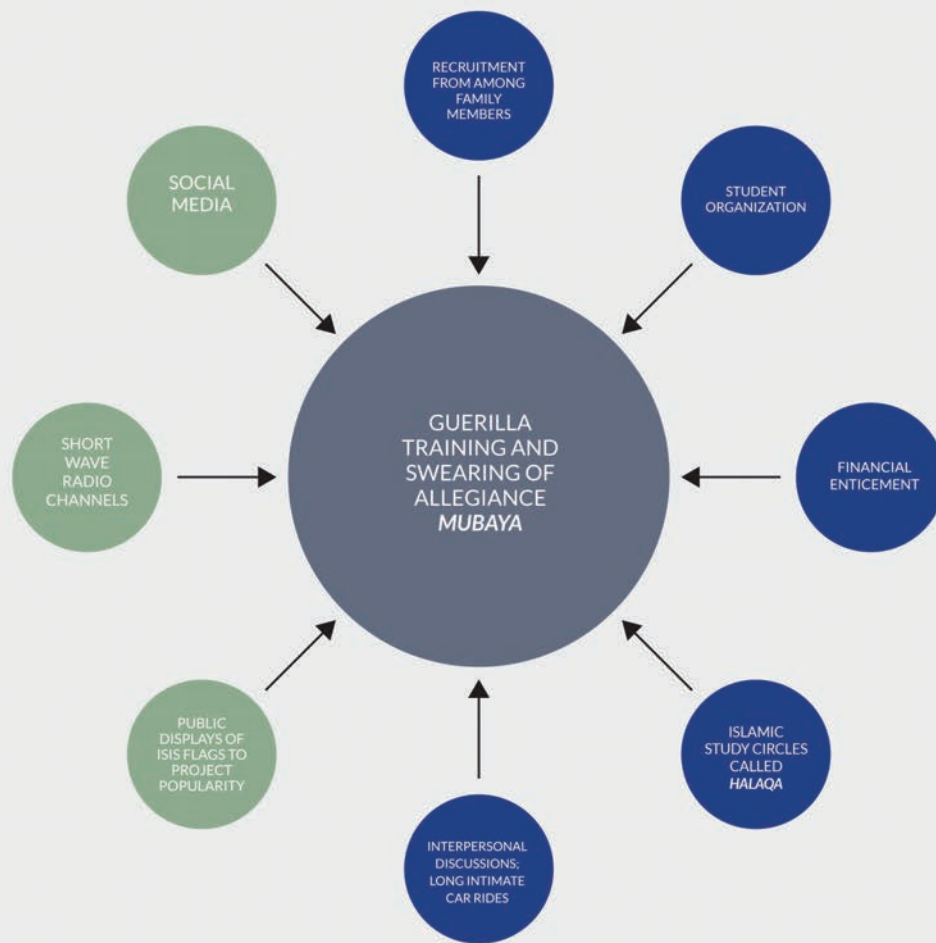 RECRUITMENT
FROM AMONG
FAMILY
MEMBERS
SOCIAL
MEDIA
STUDENT
ORGANIZATION
SHORT
WAVE
RADIO
CHANNELS
GUERILLA
TRAINING AND
SWEARING OF
ALLEGIANCE
MUBAYA
FINANCIAL
ENTICEMENT
PUBLIC
DISPLAYS OF
ISIS FLAGS TO
PROJECT
POPULARITY
ISLAMIC
STUDY CIRCLES
CALLED
HALAQA
INTERPERSONAL
DISCUSSIONS;
LONG INTIMATE
CAR RIDES